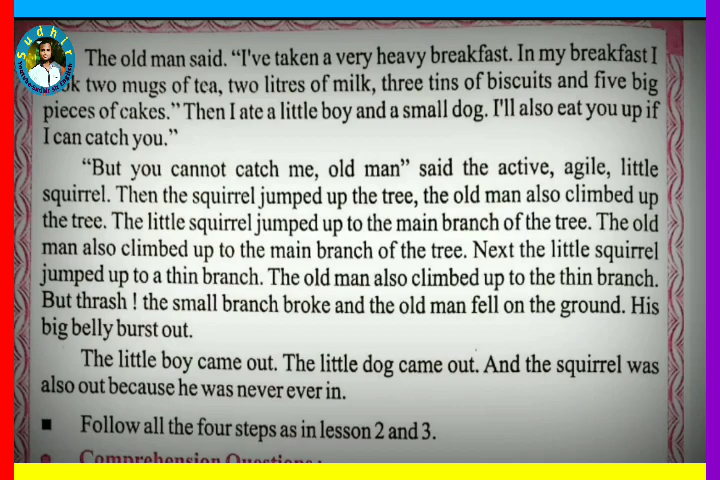 Sudhir
The old man said. "I've taken a very heavy breakfast. In my breakfast I
two mugs of tea, two litres of milk, three tins of biscuits and five big
pieces of cakes." Then I ate a little boy and a small dog. I'll also eat you up if
I can catch you."
"But you cannot catch me, old man" said the active, agile, little
squirrel. Then the squirrel jumped up the tree, the old man also climbed up
the tree. The little squirrel jumped up to the main branch of the tree. The old
man also climbed up to the main branch of the tree. Next the little squirrel
jumped up to a thin branch. The old man also climbed up to the thin branch.
But thrash ! the small branch broke and the old man fell on the ground. His
big belly burst out.
The little boy came out. The little dog came out. And the squirrel was
also out because he was never ever in.
■ Follow all the four steps as in lesson 2 and 3.
● Comprehension Questions :